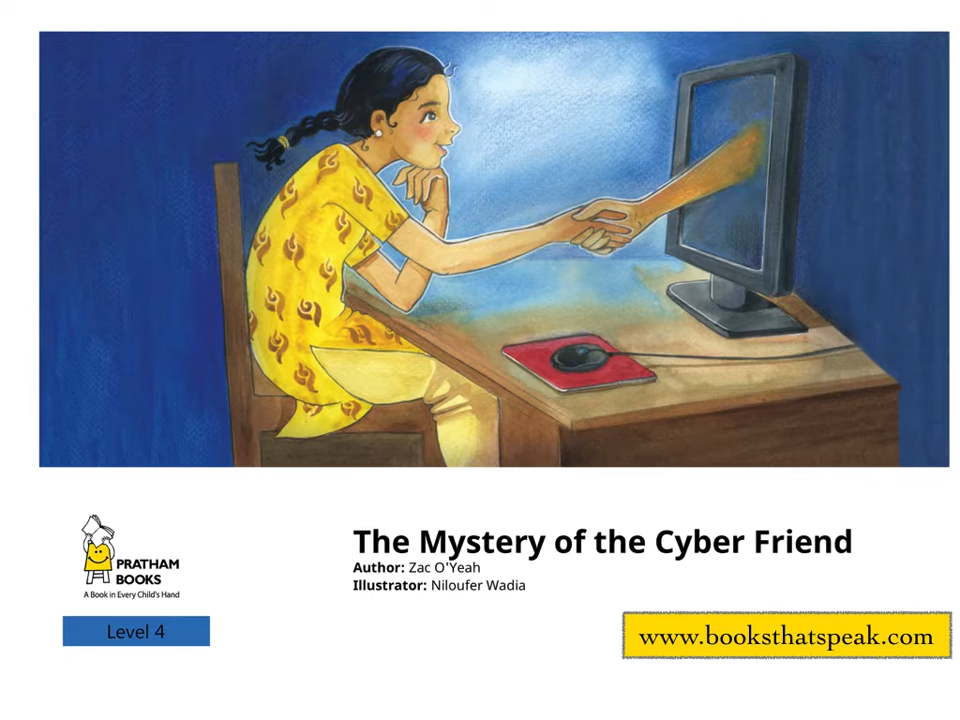 PRATHAM
BOOKS
A Book in Every Child's Hand
Level 4
The Mystery of the Cyber Friend
Author: Zac O'Yeah
Illustrator: Niloufer Wadia
www.booksthatspeak.com